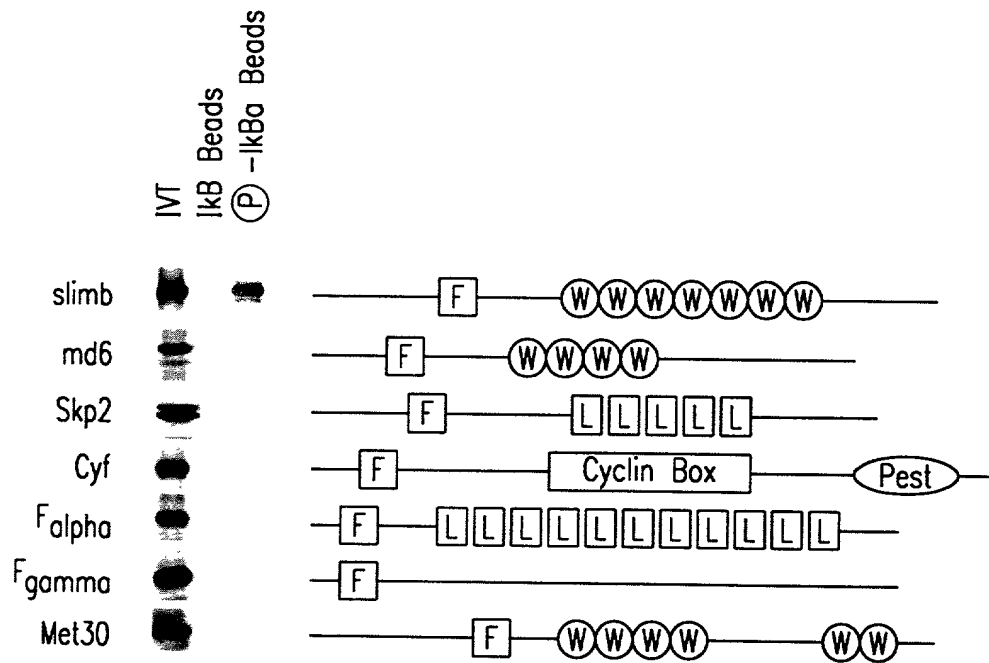 IVT
IkB Beads
P -IkBa Beads
slimb F W W W W W W W
md6 F W W W W
Skp2 F L L L L L
Cyf F Cyclin Box Pest
Falpha F L L L L L L L L L L L
Fgamma F
Met30 F W W W W W W